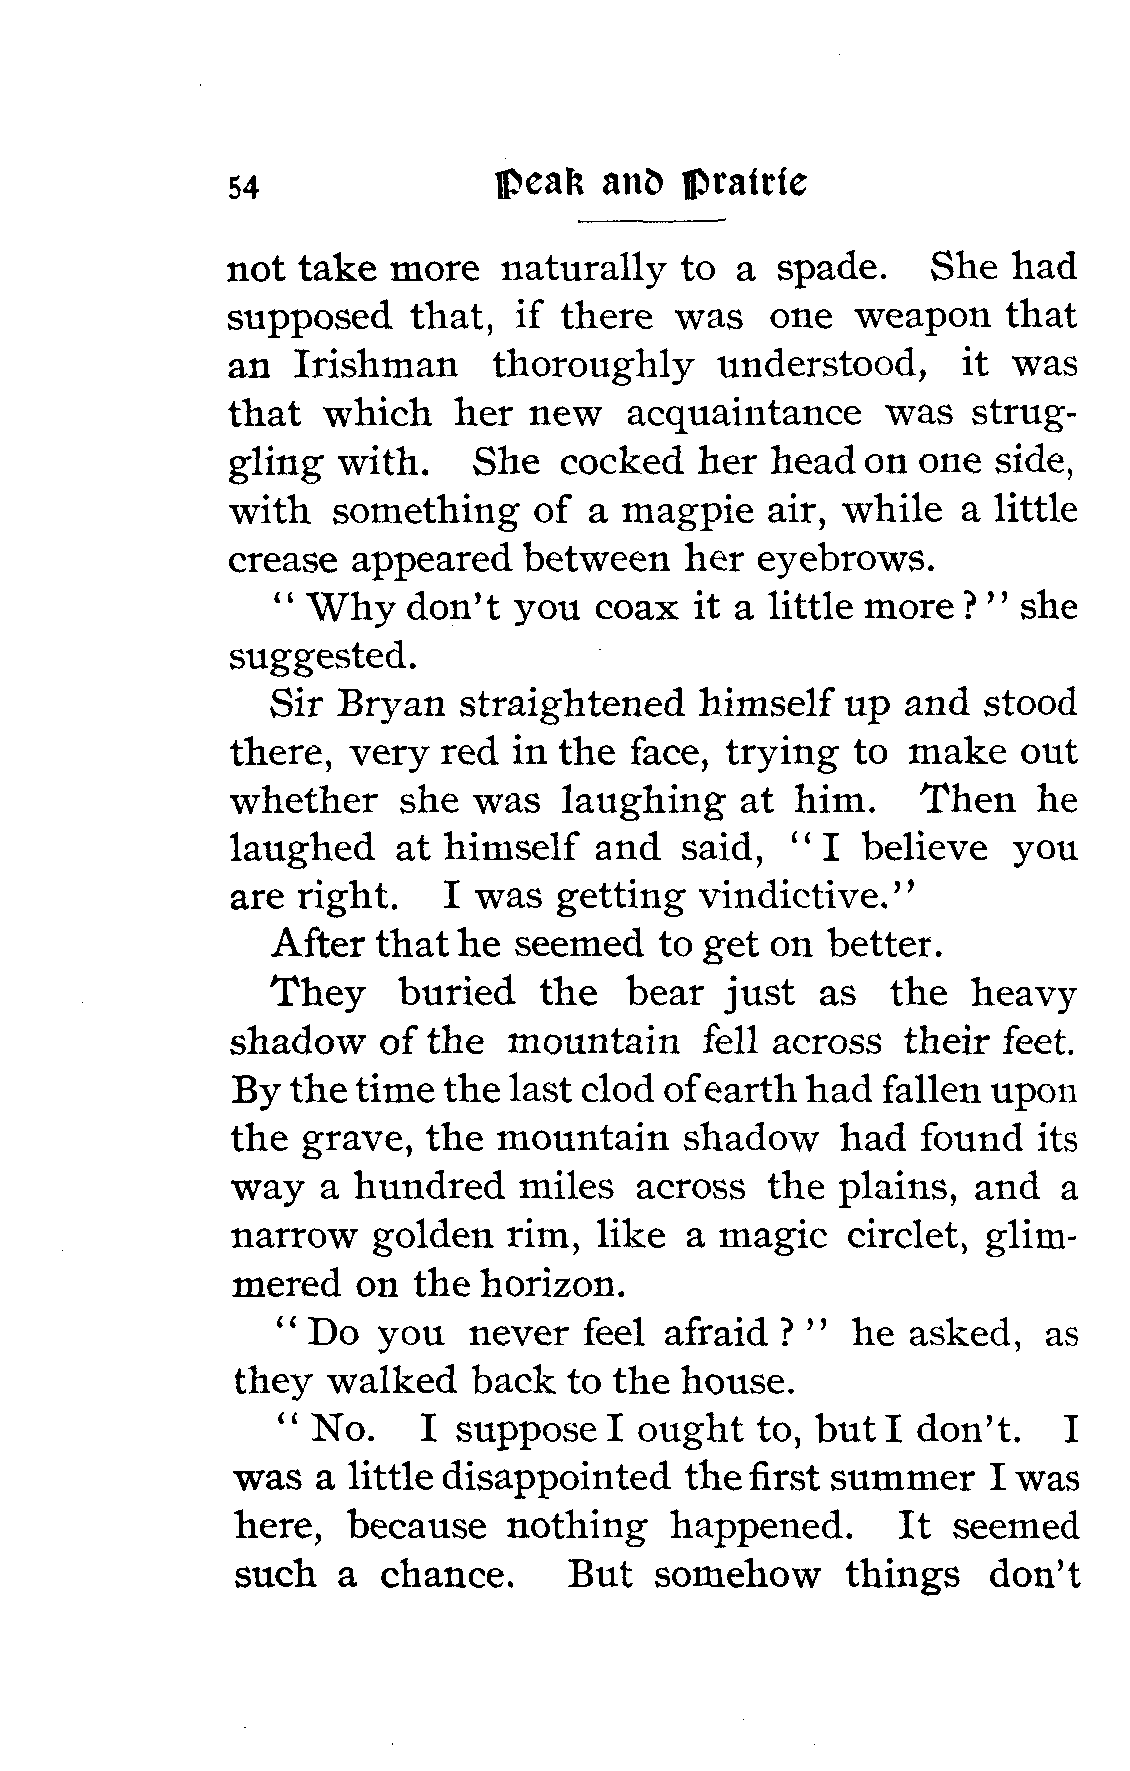 54 Peak and Prairie
not take more naturally to a spade. She had
supposed that, if there was one weapon that
an Irishman thoroughly understood, it was
that which her new acquaintance was strug-
gling with. She cocked her head on one side,
with something of a magpie air, while a little
crease appeared between her eyebrows.
“Why don’t you coax it a little more?” she
suggested.
Sir Bryan straightened himself up and stood
there, very red in the face, trying to make out
whether she was laughing at him. Then he
laughed at himself and said, “I believe you
are right. I was getting vindictive.”
After that he seemed to get on better.
They buried the bear just as the heavy
shadow of the mountain fell across their feet.
By the time the last clod of earth had fallen upon
the grave, the mountain shadow had found its
way a hundred miles across the plains, and a
narrow golden rim, like a magic circlet, glim-
mered on the horizon.
“Do you never feel afraid?” he asked, as
they walked back to the house.
“No. I suppose I ought to, but I don’t. I
was a little disappointed the first summer I was
here, because nothing happened. It seemed
such a chance. But somehow things don’t